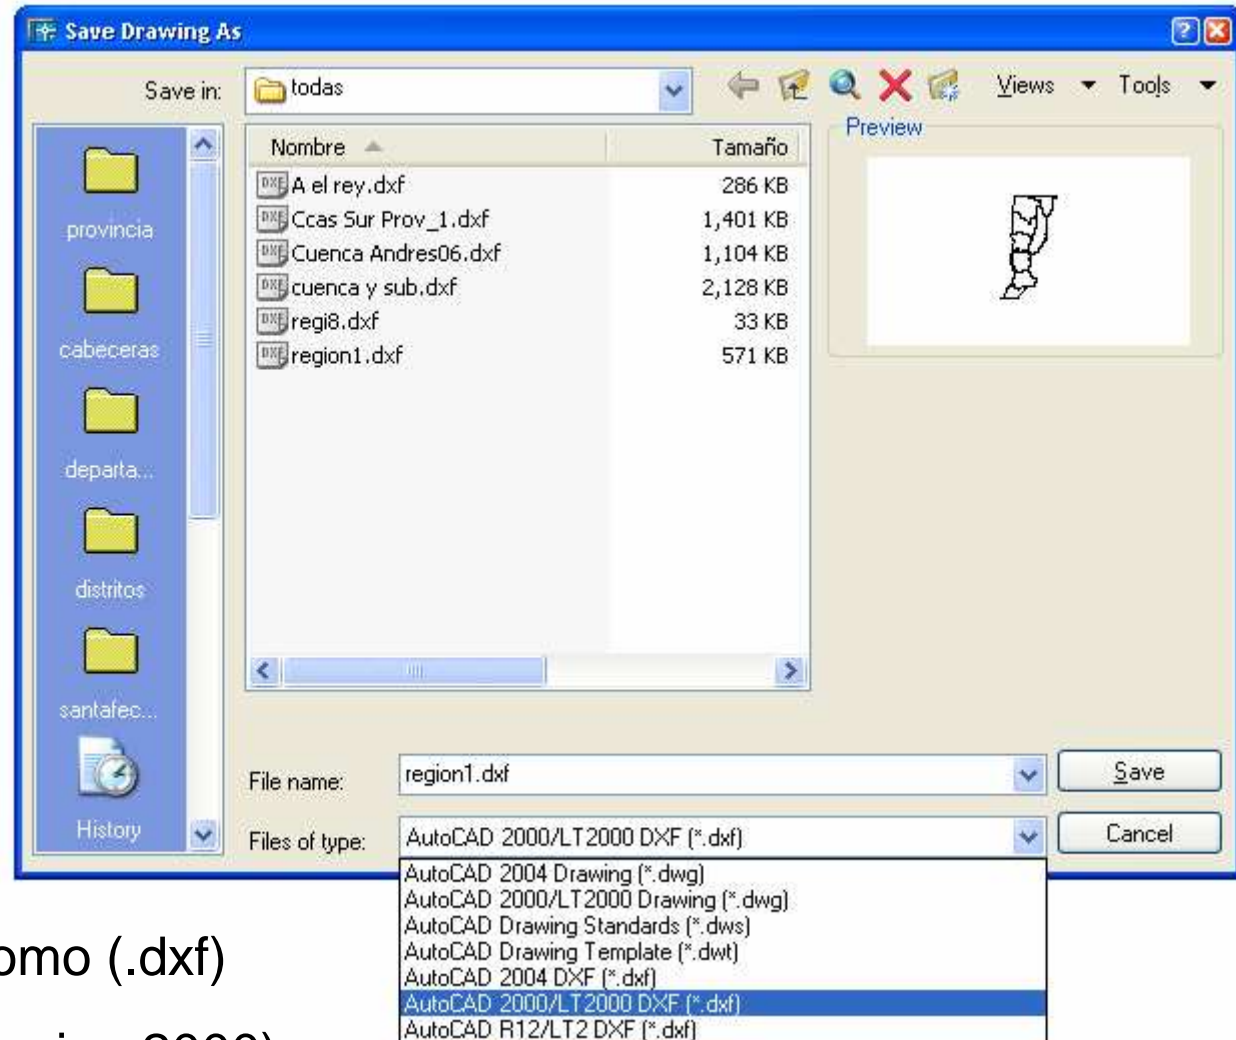 Save Drawing As
Save in: todas Views Tools
provincia
cabeceras
departa...
distritos
santafec...
History
Nombre Tamaño
A el rey.dxf 286 KB
Ccas Sur Prov_1.dxf 1,401 KB
Cuenca Andres06.dxf 1,104 KB
cuenca y sub.dxf 2,128 KB
regi8.dxf 33 KB
region1.dxf 571 KB
Preview
File name: region1.dxf Save
Files of type: AutoCAD 2000/LT2000 DXF (*.dxf) Cancel
AutoCAD 2004 Drawing (*.dwg)
AutoCAD 2000/LT2000 Drawing (*.dwg)
AutoCAD Drawing Standards (*.dws)
AutoCAD Drawing Template (*.dwt)
AutoCAD 2004 DXF (*.dxf)
AutoCAD 2000/LT2000 DXF (*.dxf)
AutoCAD R12/LT2 DXF (*.dxf)
omo (.dxf)